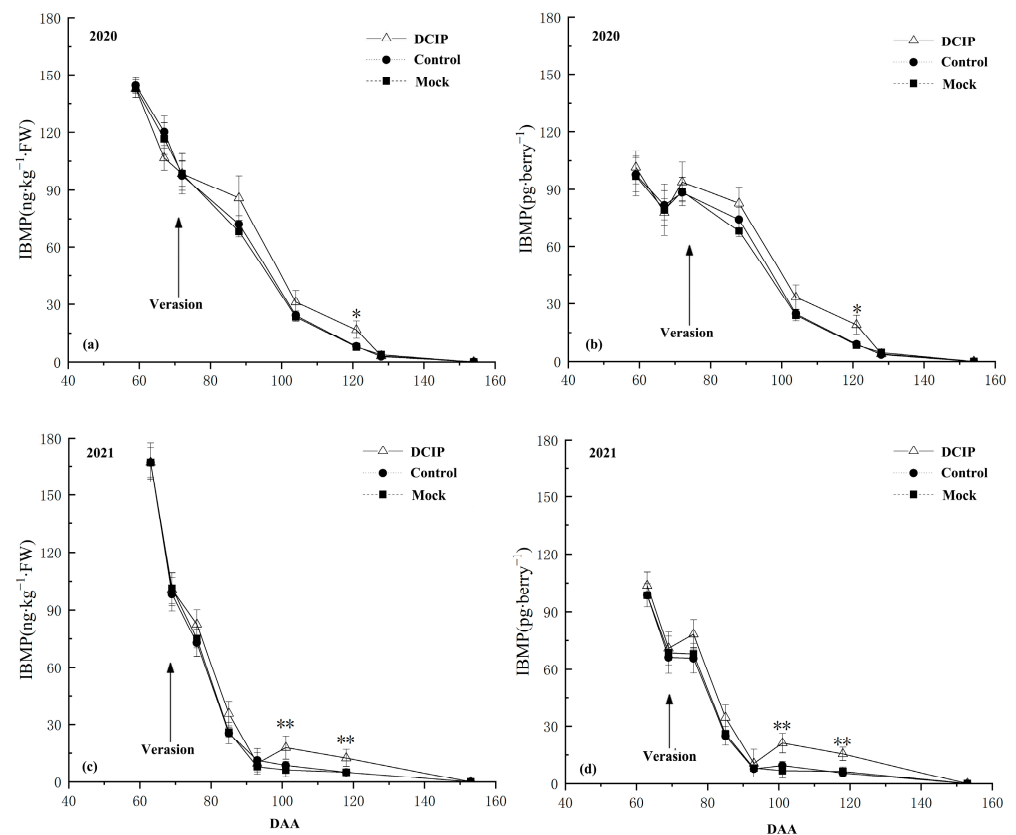 180
150
120
90
60
30
0
IBMP(ng·kg⁻¹·FW)
2020
DCIP
Control
Mock
Verasion
*
(a)
40 60 80 100 120 140 160
180
150
120
90
60
30
0
IBMP(pg·berry⁻¹)
2020
DCIP
Control
Mock
Verasion
*
(b)
40 60 80 100 120 140 160
180
150
120
90
60
30
0
IBMP(ng·kg⁻¹·FW)
2021
DCIP
Control
Mock
Verasion
**
**
(c)
40 60 80 100 120 140 160
DAA
180
150
120
90
60
30
0
IBMP(pg·berry⁻¹)
2021
DCIP
Control
Mock
Verasion
**
**
(d)
40 60 80 100 120 140 160
DAA